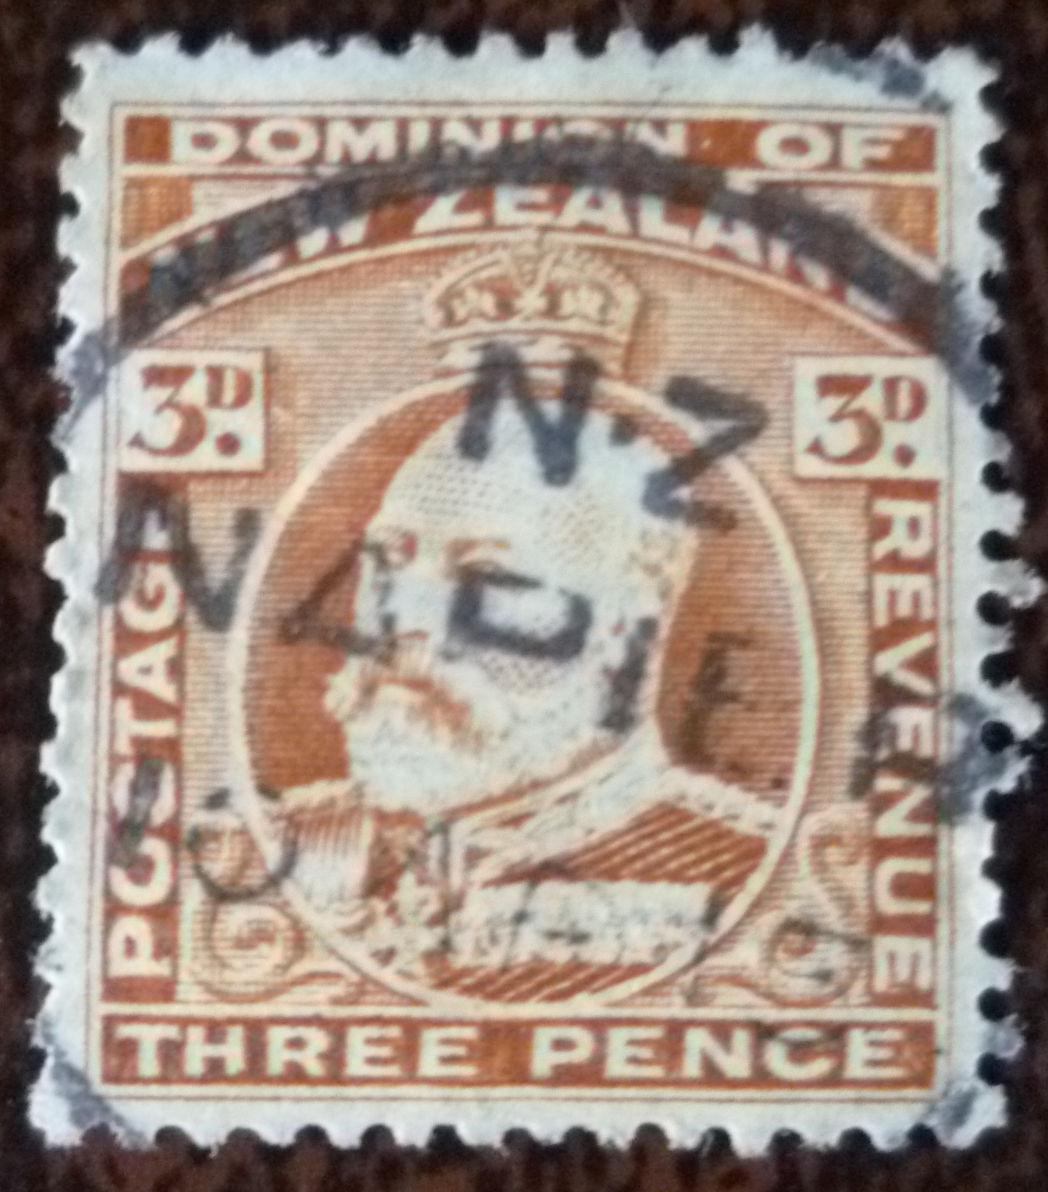 DOMINION OF
NEW ZEALAND
3D. 3D.
POSTAGE
REVENUE
THREE PENCE
N.Z